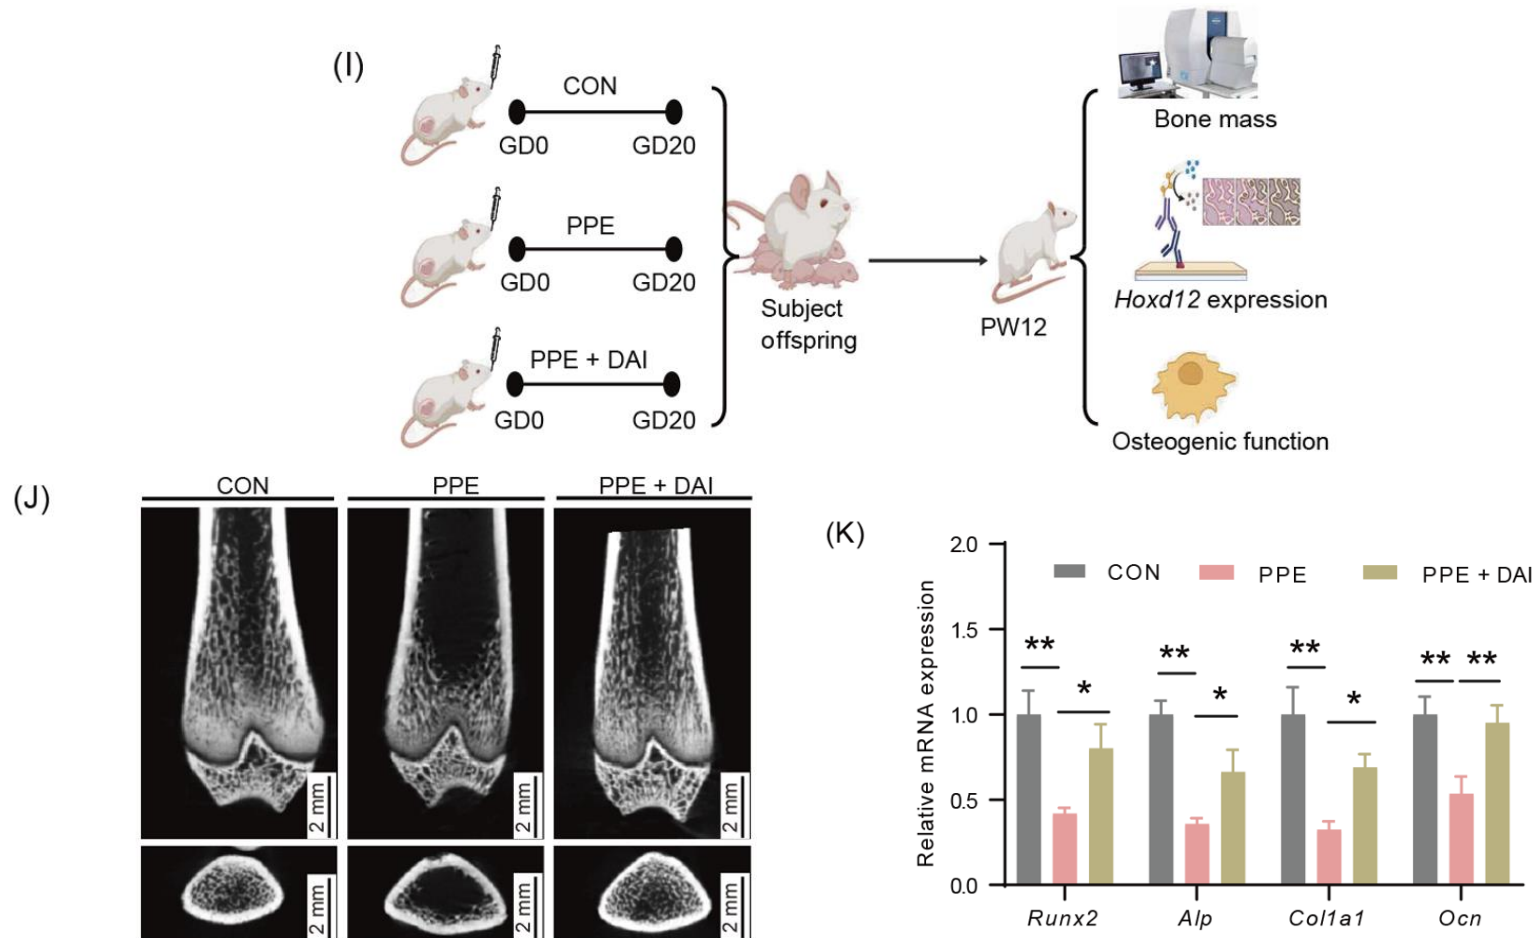 (I)
CON
GD0 GD20
PPE
GD0 GD20
PPE + DAI
GD0 GD20
Subject
offspring
PW12
Bone mass
Hoxd12 expression
Osteogenic function
(J)
CON PPE PPE + DAI
2 mm 2 mm 2 mm
2 mm 2 mm 2 mm
(K)
Relative mRNA expression
2.0
1.5
1.0
0.5
0.0
CON PPE PPE + DAI
** * ** * ** * ** **
Runx2 Alp Col1a1 Ocn